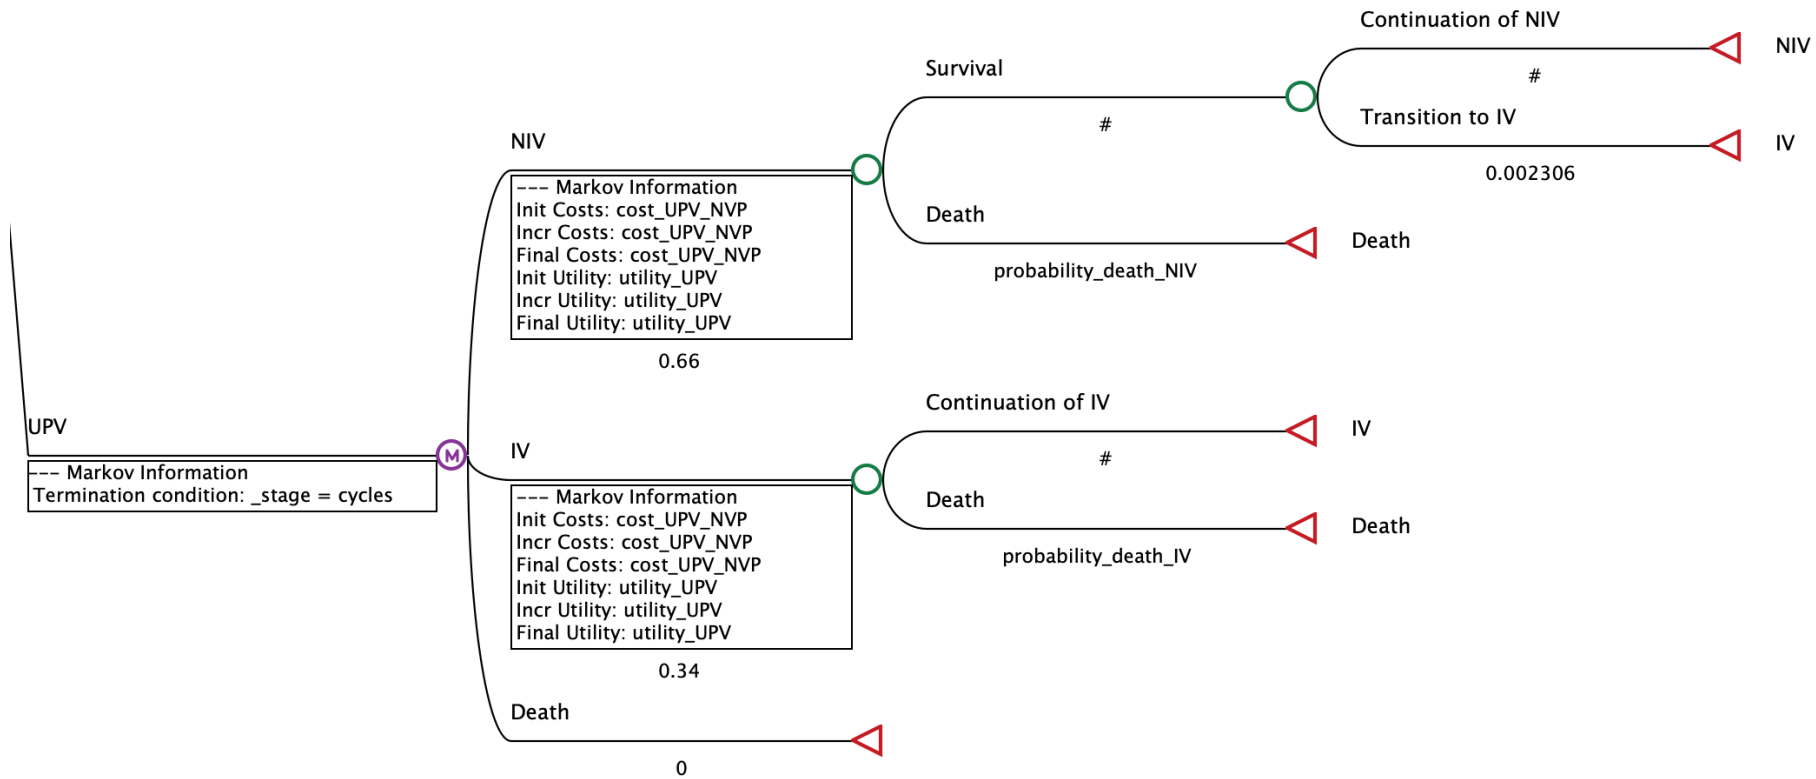 Continuation of NIV
NIV
#
Survival
#
Transition to IV
IV
0.002306
NIV
--- Markov Information
Init Costs: cost_UPV_NVP
Incr Costs: cost_UPV_NVP
Final Costs: cost_UPV_NVP
Init Utility: utility_UPV
Incr Utility: utility_UPV
Final Utility: utility_UPV
0.66
Death
Death
probability_death_NIV
UPV
M
--- Markov Information
Termination condition: _stage = cycles
IV
--- Markov Information
Init Costs: cost_UPV_NVP
Incr Costs: cost_UPV_NVP
Final Costs: cost_UPV_NVP
Init Utility: utility_UPV
Incr Utility: utility_UPV
Final Utility: utility_UPV
0.34
Continuation of IV
IV
#
Death
Death
probability_death_IV
Death
0